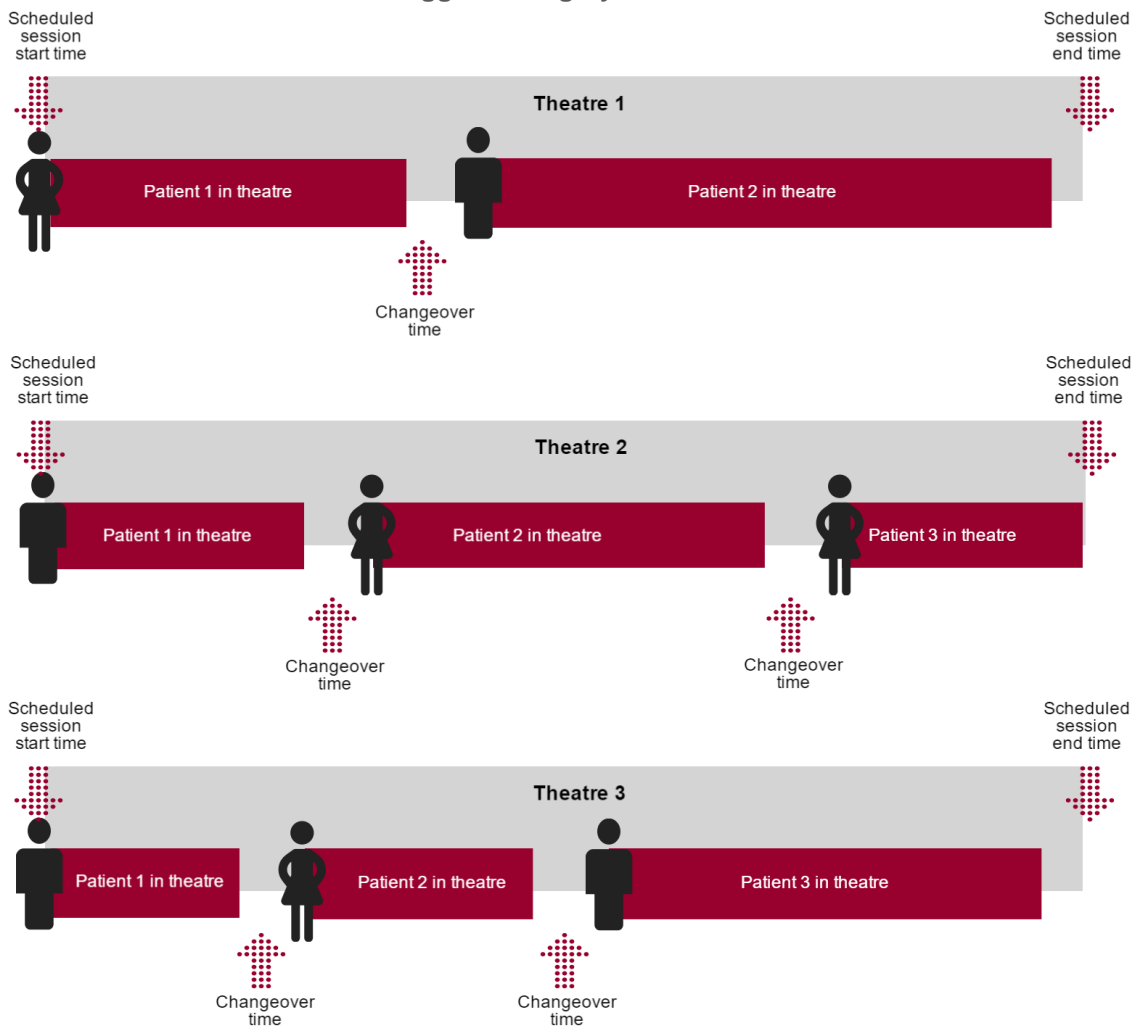 Scheduled
session
start time
Scheduled
session
end time
Theatre 1
Patient 1 in theatre
Patient 2 in theatre
Changeover
time
Scheduled
session
start time
Scheduled
session
end time
Theatre 2
Patient 1 in theatre
Patient 2 in theatre
Patient 3 in theatre
Changeover
time
Changeover
time
Scheduled
session
start time
Scheduled
session
end time
Theatre 3
Patient 1 in theatre
Patient 2 in theatre
Patient 3 in theatre
Changeover
time
Changeover
time